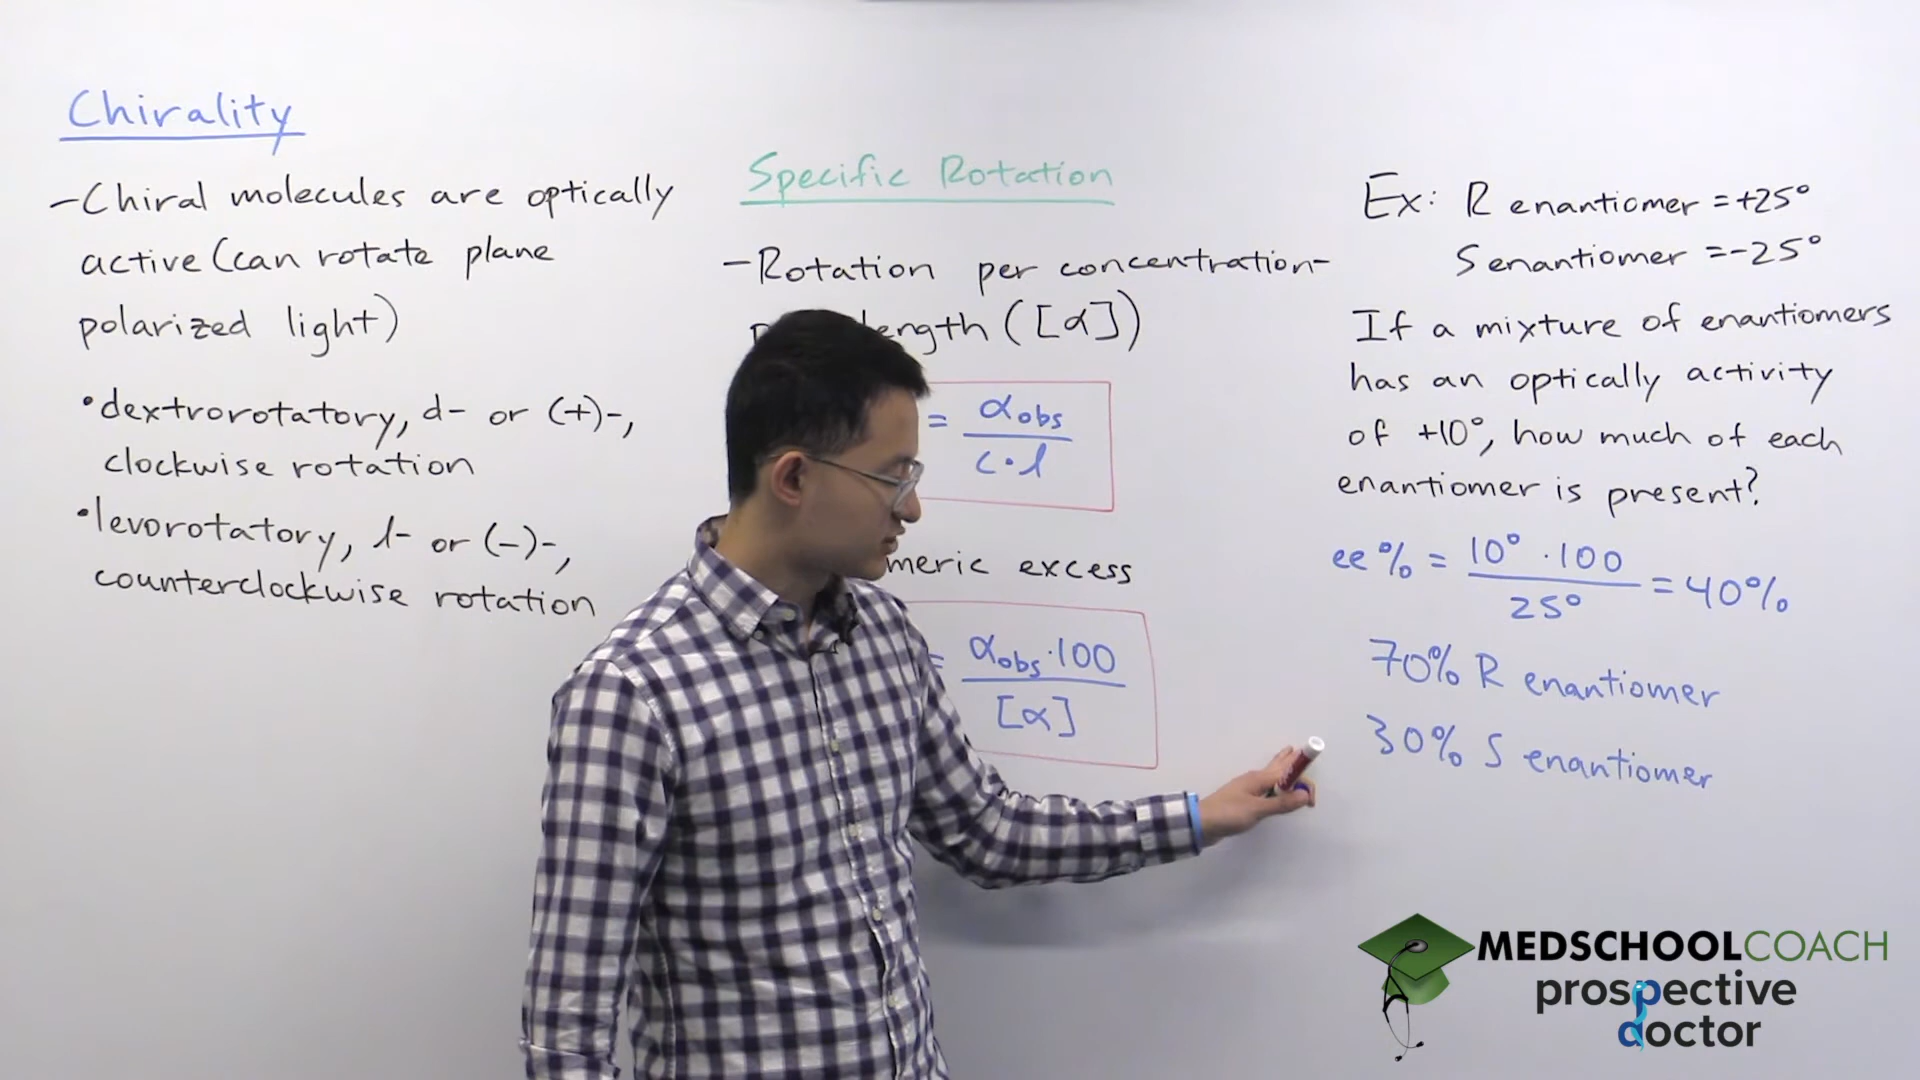 Chirality
-Chiral molecules are optically
active (can rotate plane
polarized light)
•dextrorotatory, d- or (+)-,
clockwise rotation
•levorotatory, l- or (-)-,
counterclockwise rotation
Specific Rotation
-Rotation per concentration-
length ([α])
= αobs
c·l
meric excess
= αobs·100
[α]
Ex: R enantiomer = +25°
S enantiomer = -25°
If a mixture of enantiomers
has an optically activity
of +10°, how much of each
enantiomer is present?
ee% = 10° ·100 = 40%
25°
70% R enantiomer
30% S enantiomer
MEDSCHOOLCOACH
prospective
doctor